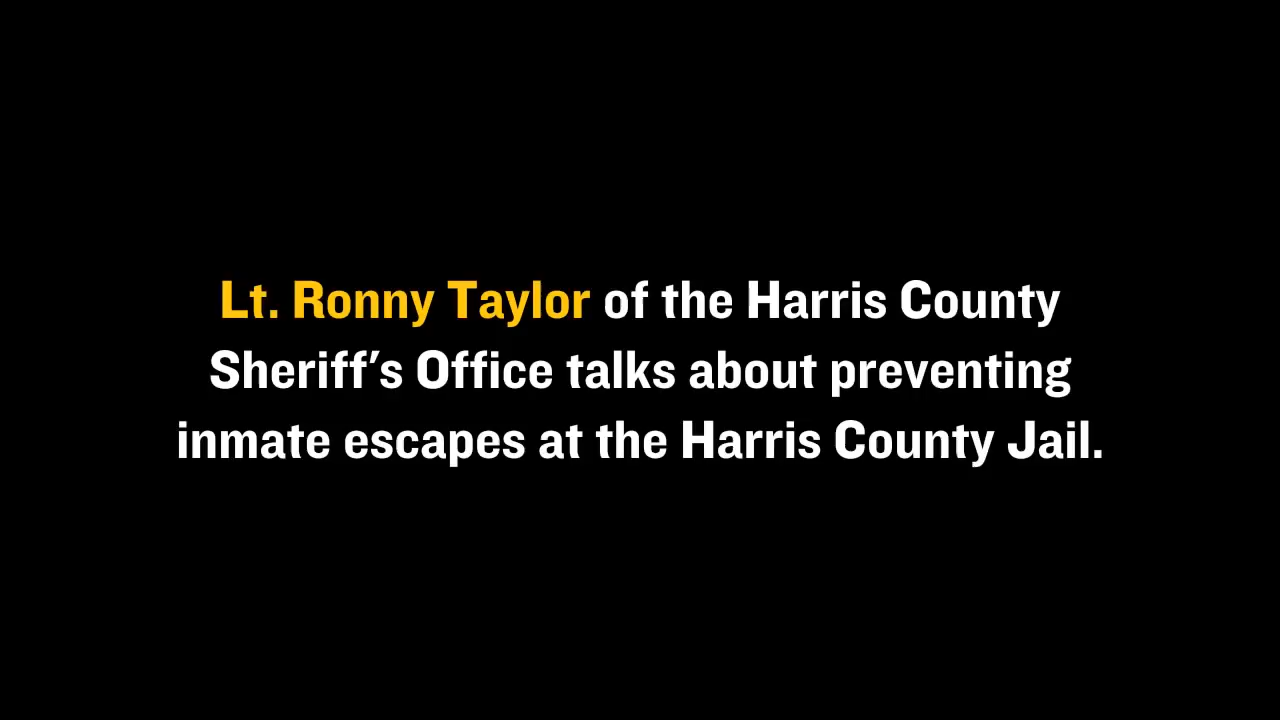 Lt. Ronny Taylor of the Harris County
Sheriff’s Office talks about preventing
inmate escapes at the Harris County Jail.